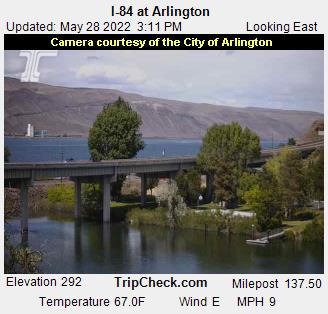 I-84 at Arlington
Updated: May 28 2022 3:11 PM Looking East
Camera courtesy of the City of Arlington
Elevation 292 TripCheck.com Milepost 137.50
Temperature 67.0F Wind E MPH 9